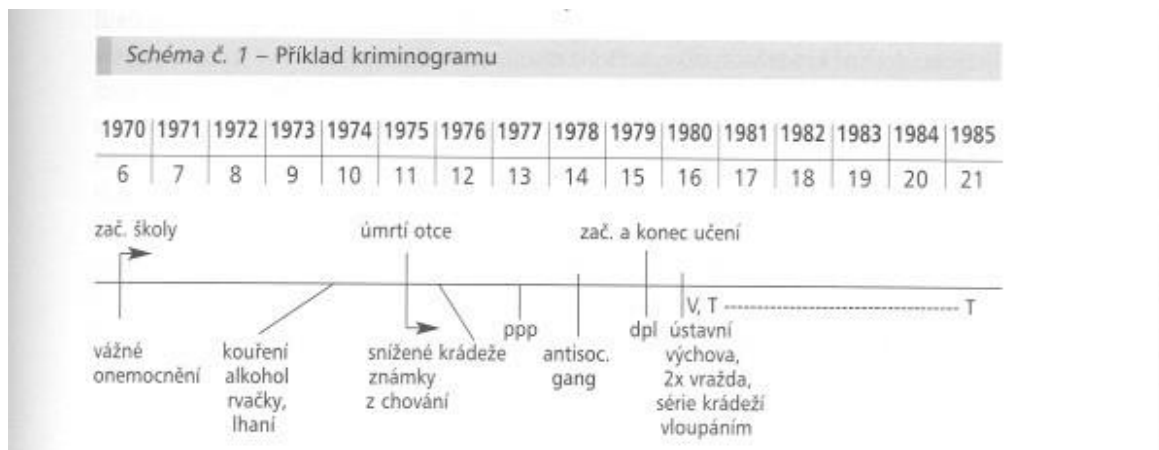 Schéma č. 1 – Příklad kriminogramu
1970 1971 1972 1973 1974 1975 1976 1977 1978 1979 1980 1981 1982 1983 1984 1985
6 7 8 9 10 11 12 13 14 15 16 17 18 19 20 21
zač. školy úmrtí otce zač. a konec učení
V, T T
ppp dpl ústavní
vážné kouření snížené krádeže antisoc. výchova,
onemocnění alkohol známky gang 2x vražda,
rvačky, z chování série krádeží
lhaní vloupáním